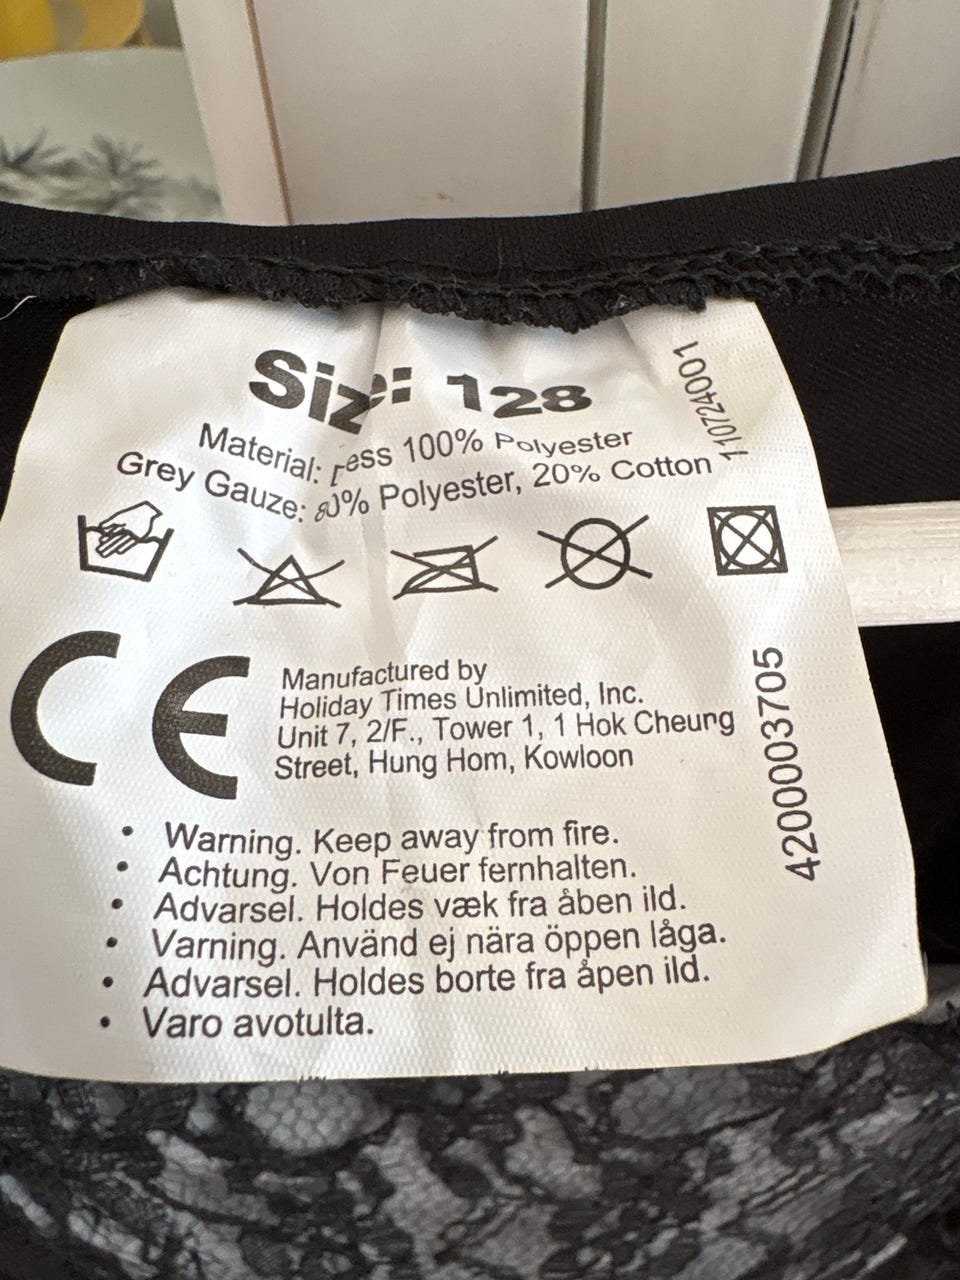 Size: 128
Material: Dress 100% Polyester
Grey Gauze: 80% Polyester, 20% Cotton
110724001
CE
Manufactured by
Holiday Times Unlimited, Inc.
Unit 7, 2/F., Tower 1, 1 Hok Cheung
Street, Hung Hom, Kowloon
4200003705
• Warning. Keep away from fire.
• Achtung. Von Feuer fernhalten.
• Advarsel. Holdes væk fra åben ild.
• Varning. Använd ej nära öppen låga.
• Advarsel. Holdes borte fra åpen ild.
• Varo avotulta.